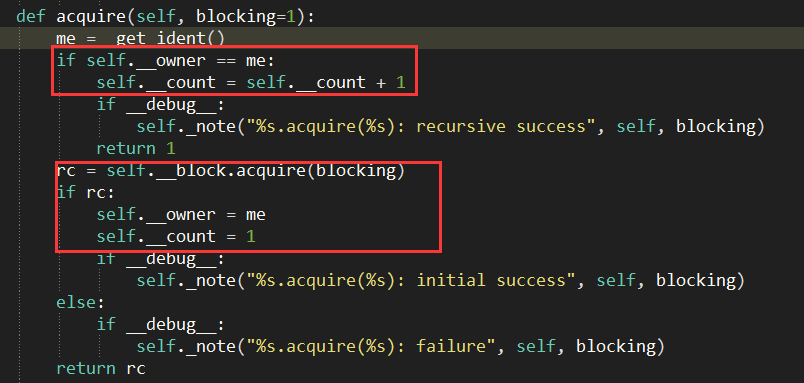 def acquire(self, blocking=1):
    me = _get_ident()
    if self.__owner == me:
        self.__count = self.__count + 1
        if __debug__:
            self._note("%s.acquire(%s): recursive success", self, blocking)
        return 1
    rc = self.__block.acquire(blocking)
    if rc:
        self.__owner = me
        self.__count = 1
        if __debug__:
            self._note("%s.acquire(%s): initial success", self, blocking)
    else:
        if __debug__:
            self._note("%s.acquire(%s): failure", self, blocking)
    return rc